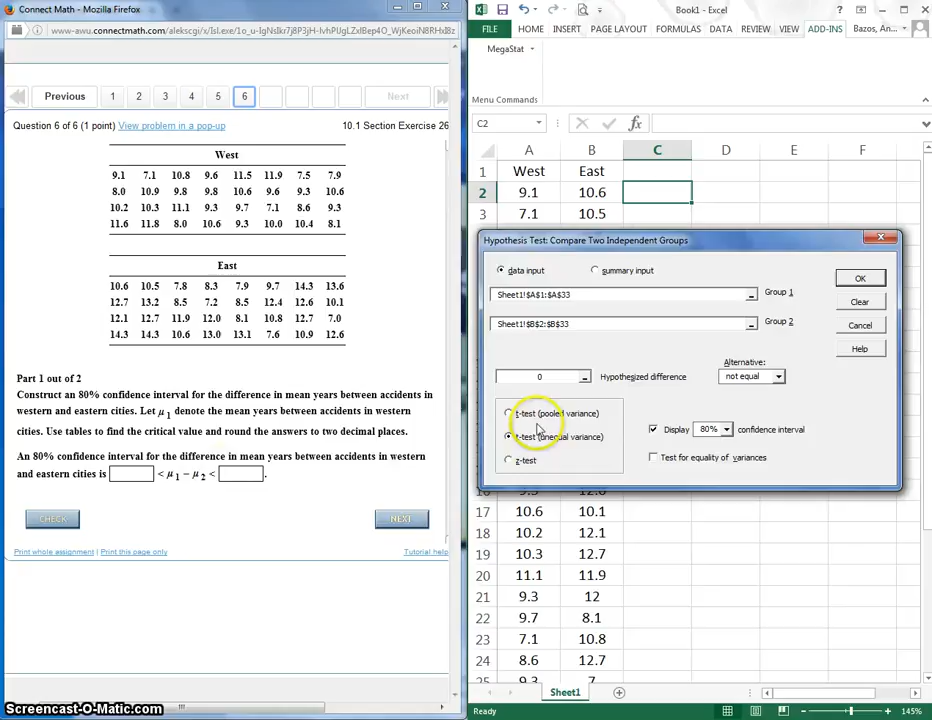 Connect Math - Mozilla Firefox
www-awu.connectmath.com/alekscgi/x/Isl.exe/1o_u-IgNsIkr7j8P3jH-IvhPUgLZxlBep4O_WjKeoiN8RHxl8z
Previous 1 2 3 4 5 6 Next
Question 6 of 6 (1 point) View problem in a pop-up 10.1 Section Exercise 26
West
9.1 7.1 10.8 9.6 11.5 11.9 7.5 7.9
8.0 10.9 9.8 9.8 10.6 9.6 9.3 10.6
10.2 10.3 11.1 9.3 9.7 7.1 8.6 9.3
11.6 11.8 8.0 10.6 9.3 10.0 10.4 8.1
East
10.6 10.5 7.8 8.3 7.9 9.7 14.3 13.6
12.7 13.2 8.5 7.2 8.5 12.4 12.6 10.1
12.1 12.7 11.9 12.0 8.1 10.8 12.7 7.0
14.3 14.3 10.6 13.0 13.1 7.6 10.9 12.6
Part 1 out of 2
Construct an 80% confidence interval for the difference in mean years between accidents in
western and eastern cities. Let μ1 denote the mean years between accidents in western
cities. Use tables to find the critical value and round the answers to two decimal places.
An 80% confidence interval for the difference in mean years between accidents in western
and eastern cities is < μ1 − μ2 < .
CHECK NEXT
Print whole assignment | Print this page only Tutorial help
Screencast-O-Matic.com
Book1 - Excel
FILE HOME INSERT PAGE LAYOUT FORMULAS DATA REVIEW VIEW ADD-INS Bazos, An...
MegaStat
Menu Commands
C2 fx
A B C D E F
1 West East
2 9.1 10.6
3 7.1 10.5
Hypothesis Test: Compare Two Independent Groups
data input summary input OK
Sheet1!$A$1:$A$33 Group 1 Clear
Sheet1!$B$2:$B$33 Group 2 Cancel
Help
Alternative:
0 Hypothesized difference not equal
t-test (pooled variance)
t-test (unequal variance) Display 80% confidence interval
z-test Test for equality of variances
16 9.3 12.6
17 10.6 10.1
18 10.2 12.1
19 10.3 12.7
20 11.1 11.9
21 9.3 12
22 9.7 8.1
23 7.1 10.8
24 8.6 12.7
25 9.3 7
Sheet1
145%